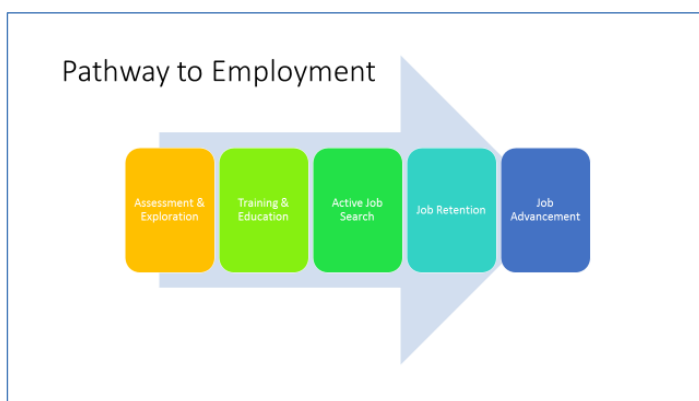 Pathway to Employment
Assessment &
Exploration
Training &
Education
Active Job
Search
Job Retention
Job
Advancement